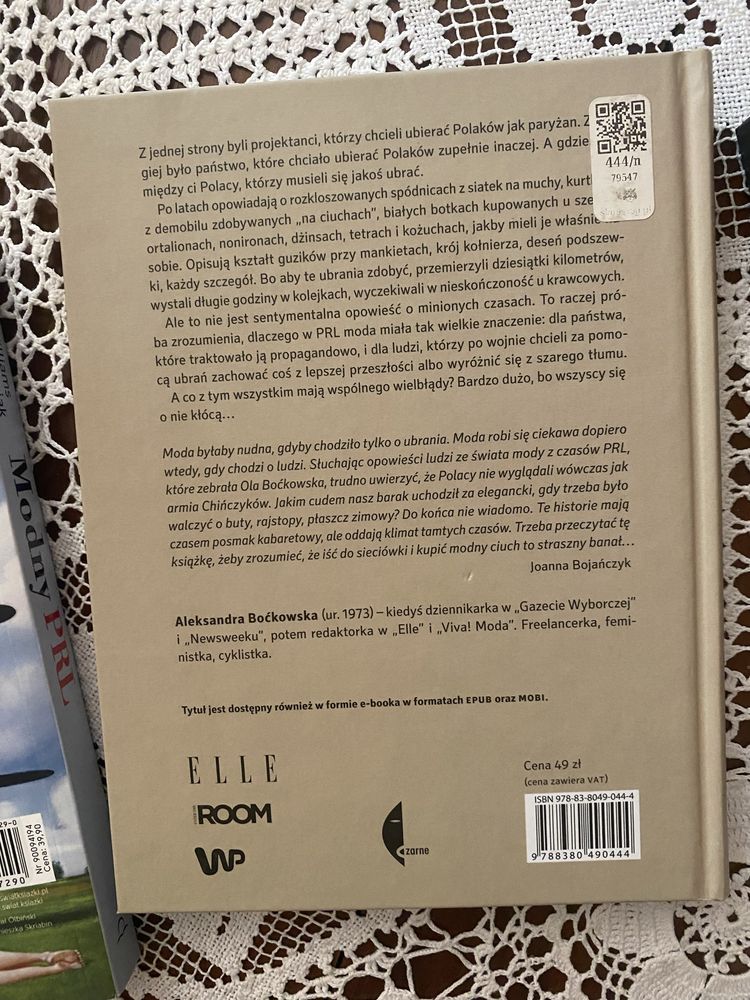 Z jednej strony byli projektanci, którzy chcieli ubierać Polaków jak paryżan. Z
giej było państwo, które chciało ubierać Polaków zupełnie inaczej. A gdzie
między ci Polacy, którzy musieli się jakoś ubrać.
Po latach opowiadają o rozkloszowanych spódnicach z siatek na muchy, kurt
z demobilu zdobywanych „na ciuchach", białych botkach kupowanych u sze
ortalionach, nonironach, dżinsach, tetrach i kożuchach, jakby mieli je właśnie
sobie. Opisują kształt guzików przy mankietach, krój kołnierza, deseń podszew-
ki, każdy szczegół. Bo aby te ubrania zdobyć, przemierzyli dziesiątki kilometrów,
wystali długie godziny w kolejkach, wyczekiwali w nieskończoność u krawcowych.
Ale to nie jest sentymentalna opowieść o minionych czasach. To raczej pró-
ba zrozumienia, dlaczego w PRL moda miała tak wielkie znaczenie: dla państwa,
które traktowało ją propagandowo, i dla ludzi, którzy po wojnie chcieli za pomo-
cą ubrań zachować coś z lepszej przeszłości albo wyróżnić się z szarego tłumu.
A co z tym wszystkim mają wspólnego wielbłądy? Bardzo dużo, bo wszyscy się
o nie kłócą...
Moda byłaby nudna, gdyby chodziło tylko o ubrania. Moda robi się ciekawa dopiero
wtedy, gdy chodzi o ludzi. Słuchając opowieści ludzi ze świata mody z czasów PRL,
które zebrała Ola Boćkowska, trudno uwierzyć, że Polacy nie wyglądali wówczas jak
armia Chińczyków. Jakim cudem nasz barak uchodził za elegancki, gdy trzeba było
walczyć o buty, rajstopy, płaszcz zimowy? Do końca nie wiadomo. Te historie mają
czasem posmak kabaretowy, ale oddają klimat tamtych czasów. Trzeba przeczytać tę
książkę, żeby zrozumieć, że iść do sieciówki i kupić modny ciuch to straszny banał...
Joanna Bojańczyk
Aleksandra Boćkowska (ur. 1973) – kiedyś dziennikarka w „Gazecie Wyborczej"
i „Newsweeku", potem redaktorka w „Elle" i „Viva! Moda". Freelancerka, femi-
nistka, cyklistka.
Tytuł jest dostępny również w formie e-booka w formatach EPUB oraz MOBI.
ELLE
ROOM
WP
czarne
Cena 49 zł
(cena zawiera VAT)
ISBN 978-83-8049-044-4
9 788380 490444
444/n
79547
Modny PRL
29-0
Nr 90094194
Cena: 39,90
7290
swiatksiazki.pl
swiat.ksiazki
Olbiński
nieszka Skriabin